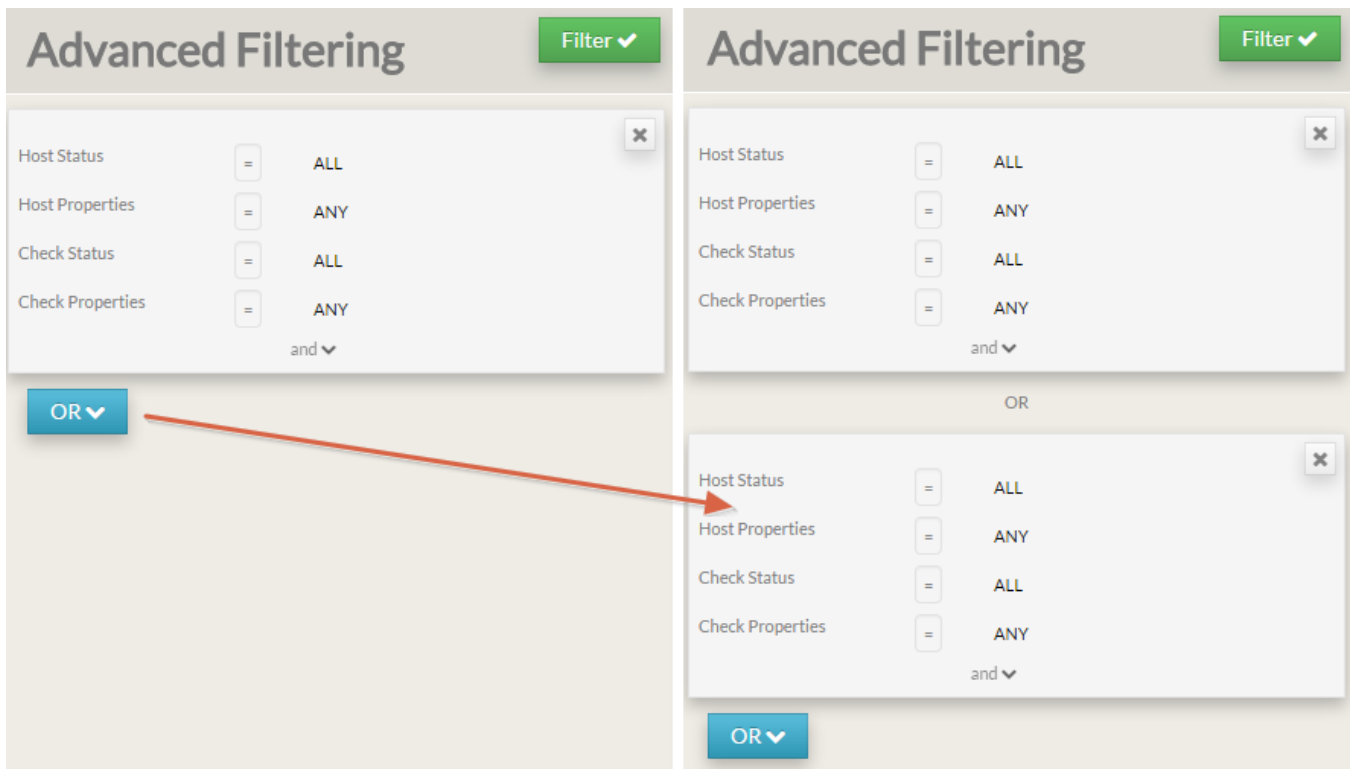 Advanced Filtering
Filter
Host Status = ALL
Host Properties = ANY
Check Status = ALL
Check Properties = ANY
and
OR
Advanced Filtering
Filter
Host Status = ALL
Host Properties = ANY
Check Status = ALL
Check Properties = ANY
and
OR
Host Status = ALL
Host Properties = ANY
Check Status = ALL
Check Properties = ANY
and
OR